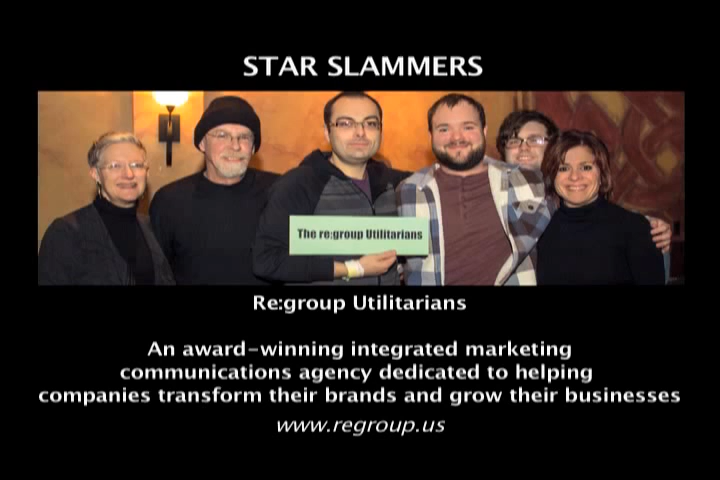 STAR SLAMMERS
The re:group Utilitarians
Re:group Utilitarians
An award-winning integrated marketing
communications agency dedicated to helping
companies transform their brands and grow their businesses
www.regroup.us